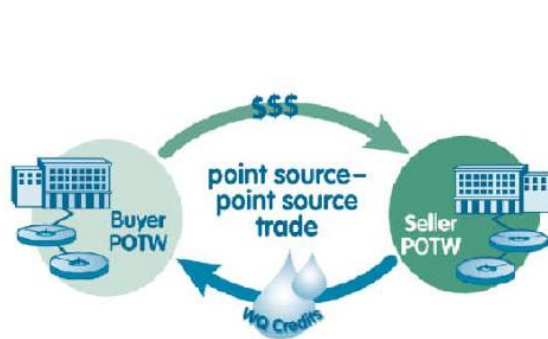 $$$
point source–
point source
trade
Buyer
POTW
Seller
POTW
WQ Credits